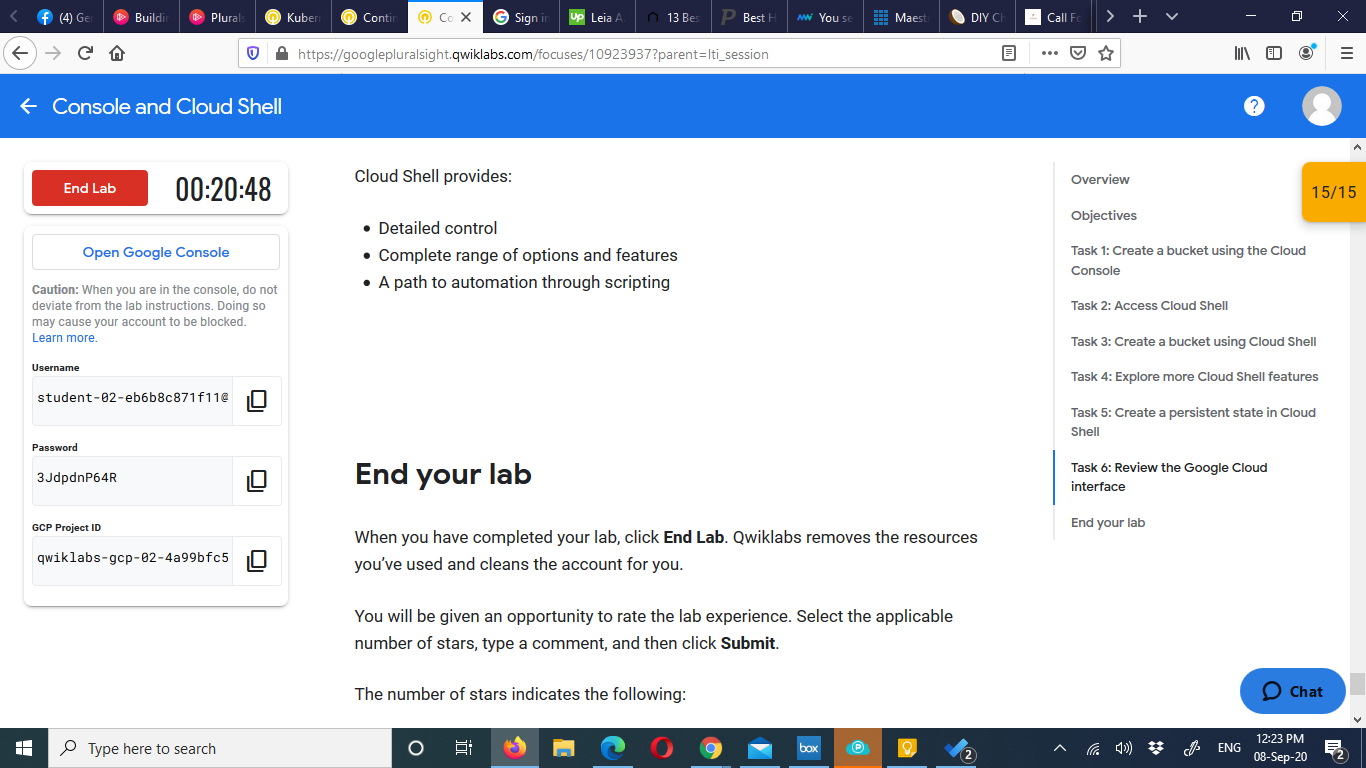 (4) Ge
Buildin
Plurals
Kubern
Contin
Co
Sign in
Leia A
13 Bes
Best H
You se
Maest
DIY Ch
Call Fo
https://googlepluralsight.qwiklabs.com/focuses/10923937?parent=lti_session
Console and Cloud Shell
End Lab
00:20:48
Open Google Console
Caution: When you are in the console, do not
deviate from the lab instructions. Doing so
may cause your account to be blocked.
Learn more.
Username
student-02-eb6b8c871f11@
Password
3JdpdnP64R
GCP Project ID
qwiklabs-gcp-02-4a99bfc5
Cloud Shell provides:
• Detailed control
• Complete range of options and features
• A path to automation through scripting
End your lab
When you have completed your lab, click End Lab. Qwiklabs removes the resources
you’ve used and cleans the account for you.
You will be given an opportunity to rate the lab experience. Select the applicable
number of stars, type a comment, and then click Submit.
The number of stars indicates the following:
Overview
Objectives
Task 1: Create a bucket using the Cloud
Console
Task 2: Access Cloud Shell
Task 3: Create a bucket using Cloud Shell
Task 4: Explore more Cloud Shell features
Task 5: Create a persistent state in Cloud
Shell
Task 6: Review the Google Cloud
interface
End your lab
15/15
Chat
Type here to search
box
2
ENG
12:23 PM
08-Sep-20
2